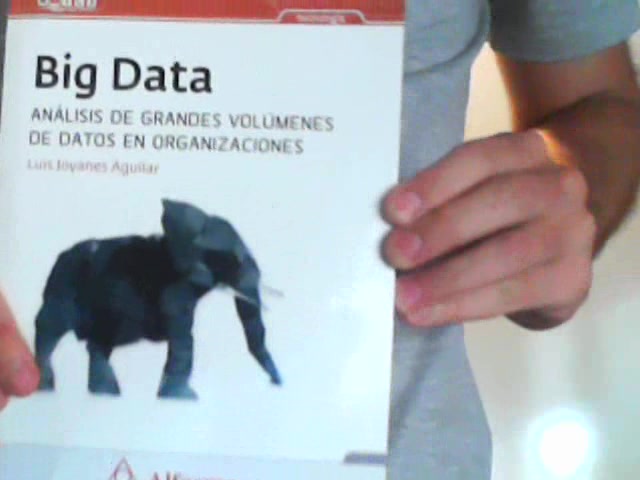 Big Data
ANÁLISIS DE GRANDES VOLÚMENES
DE DATOS EN ORGANIZACIONES
Luis Joyanes Aguilar